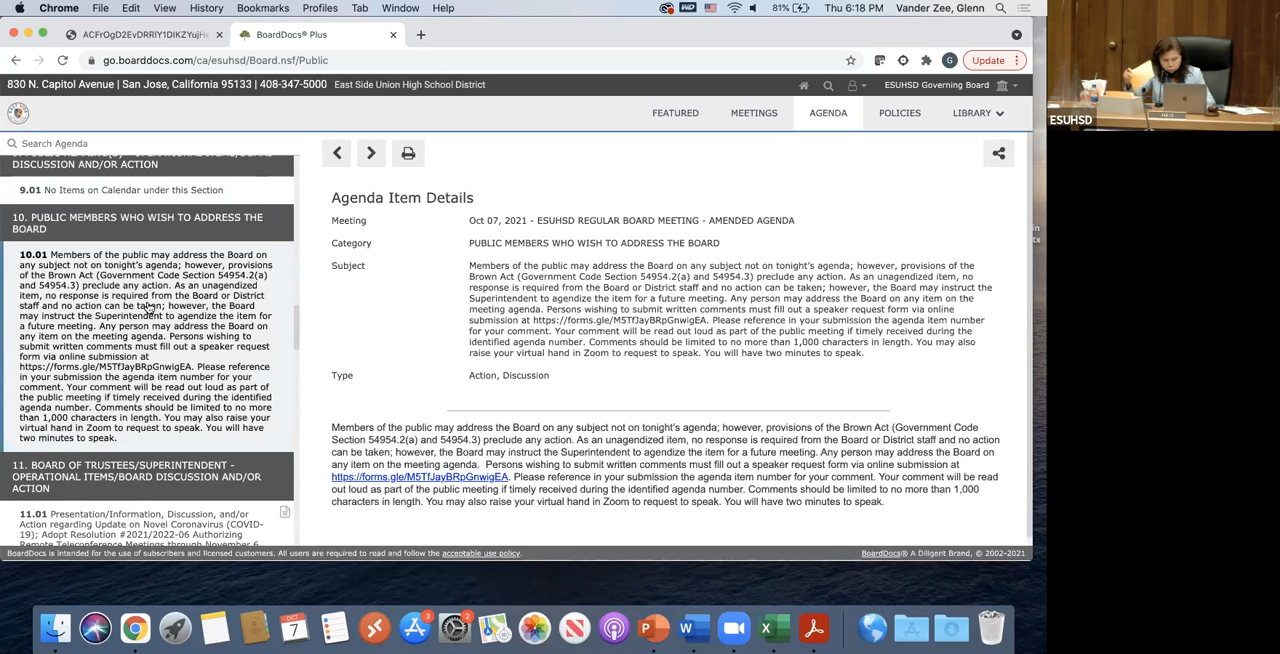 Chrome File Edit View History Bookmarks Profiles Tab Window Help
81% Thu 6:18 PM Vander Zee, Glenn
BoardDocs® Plus
go.boarddocs.com/ca/esuhsd/Board.nsf/Public
G Update
830 N. Capitol Avenue | San Jose, California 95133 | 408-347-5000 East Side Union High School District
ESUHSD Governing Board
FEATURED MEETINGS AGENDA POLICIES LIBRARY
Search Agenda
DISCUSSION AND/OR ACTION
9.01 No Items on Calendar under this Section
10. PUBLIC MEMBERS WHO WISH TO ADDRESS THE
BOARD
10.01 Members of the public may address the Board on
any subject not on tonight's agenda; however, provisions
of the Brown Act (Government Code Section 54954.2(a)
and 54954.3) preclude any action. As an unagendized
item, no response is required from the Board or District
staff and no action can be taken; however, the Board
may instruct the Superintendent to agendize the item for
a future meeting. Any person may address the Board on
any item on the meeting agenda. Persons wishing to
submit written comments must fill out a speaker request
form via online submission at
https://forms.gle/M5TfJayBRpGnwigEA. Please reference
in your submission the agenda item number for your
comment. Your comment will be read out loud as part of
the public meeting if timely received during the identified
agenda number. Comments should be limited to no more
than 1,000 characters in length. You may also raise your
virtual hand in Zoom to request to speak. You will have
two minutes to speak.
11. BOARD OF TRUSTEES/SUPERINTENDENT -
OPERATIONAL ITEMS/BOARD DISCUSSION AND/OR
ACTION
11.01 Presentation/Information, Discussion, and/or
Action regarding Update on Novel Coronavirus (COVID-
19); Adopt Resolution #2021/2022-06 Authorizing
Remote Teleconference Meetings through November 6,
Agenda Item Details
Meeting Oct 07, 2021 - ESUHSD REGULAR BOARD MEETING - AMENDED AGENDA
Category PUBLIC MEMBERS WHO WISH TO ADDRESS THE BOARD
Subject Members of the public may address the Board on any subject not on tonight's agenda; however, provisions of the
Brown Act (Government Code Section 54954.2(a) and 54954.3) preclude any action. As an unagendized item, no
response is required from the Board or District staff and no action can be taken; however, the Board may instruct the
Superintendent to agendize the item for a future meeting. Any person may address the Board on any item on the
meeting agenda. Persons wishing to submit written comments must fill out a speaker request form via online
submission at https://forms.gle/M5TfJayBRpGnwigEA. Please reference in your submission the agenda item number
for your comment. Your comment will be read out loud as part of the public meeting if timely received during the
identified agenda number. Comments should be limited to no more than 1,000 characters in length. You may also
raise your virtual hand in Zoom to request to speak. You will have two minutes to speak.
Type Action, Discussion
Members of the public may address the Board on any subject not on tonight's agenda; however, provisions of the Brown Act (Government Code
Section 54954.2(a) and 54954.3) preclude any action. As an unagendized item, no response is required from the Board or District staff and no action
can be taken; however, the Board may instruct the Superintendent to agendize the item for a future meeting. Any person may address the Board on
any item on the meeting agenda. Persons wishing to submit written comments must fill out a speaker request form via online submission at
https://forms.gle/M5TfJayBRpGnwigEA. Please reference in your submission the agenda item number for your comment. Your comment will be read
out loud as part of the public meeting if timely received during the identified agenda number. Comments should be limited to no more than 1,000
characters in length. You may also raise your virtual hand in Zoom to request to speak. You will have two minutes to speak.
BoardDocs is intended for the use of subscribers and licensed customers. All users are required to read and follow the acceptable use policy.
BoardDocs® A Diligent Brand, © 2002-2021
OCT
7
3
2
ESUHSD